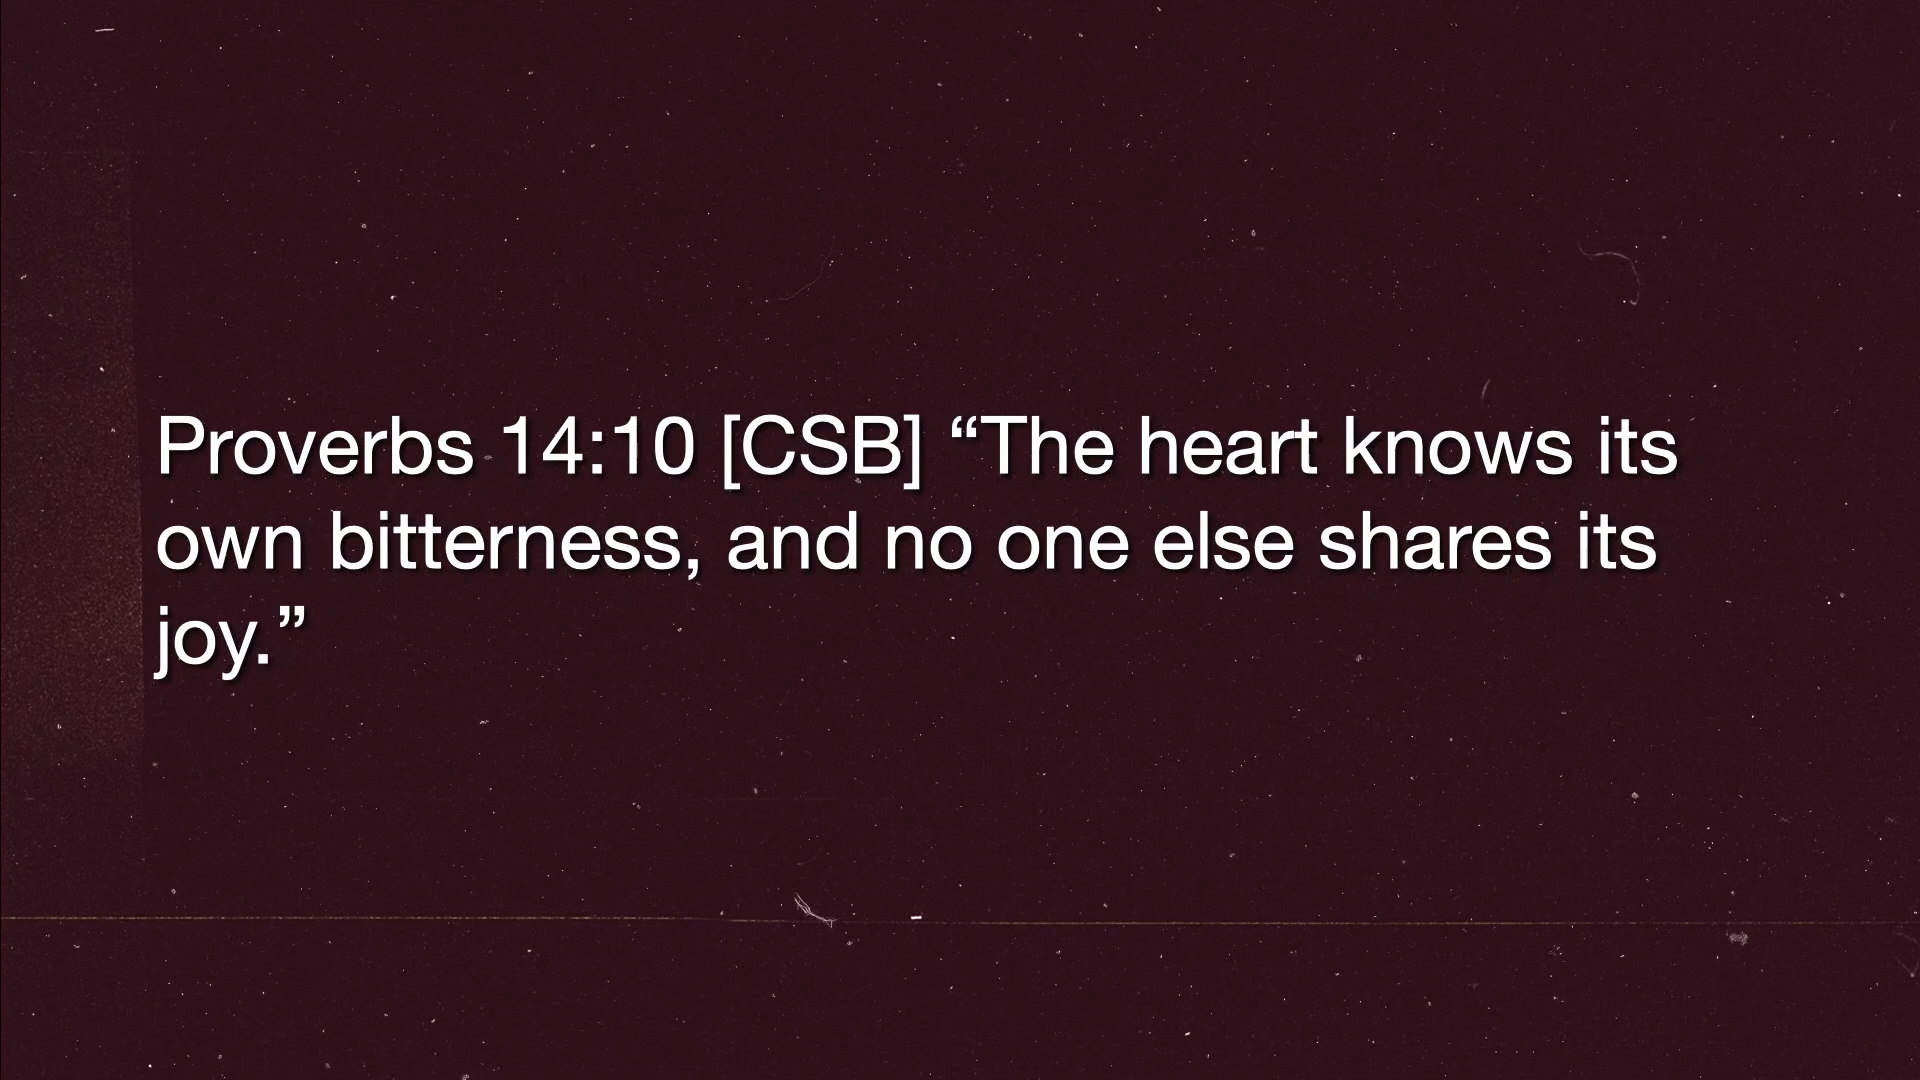 Proverbs 14:10 [CSB] “The heart knows its
own bitterness, and no one else shares its
joy.”